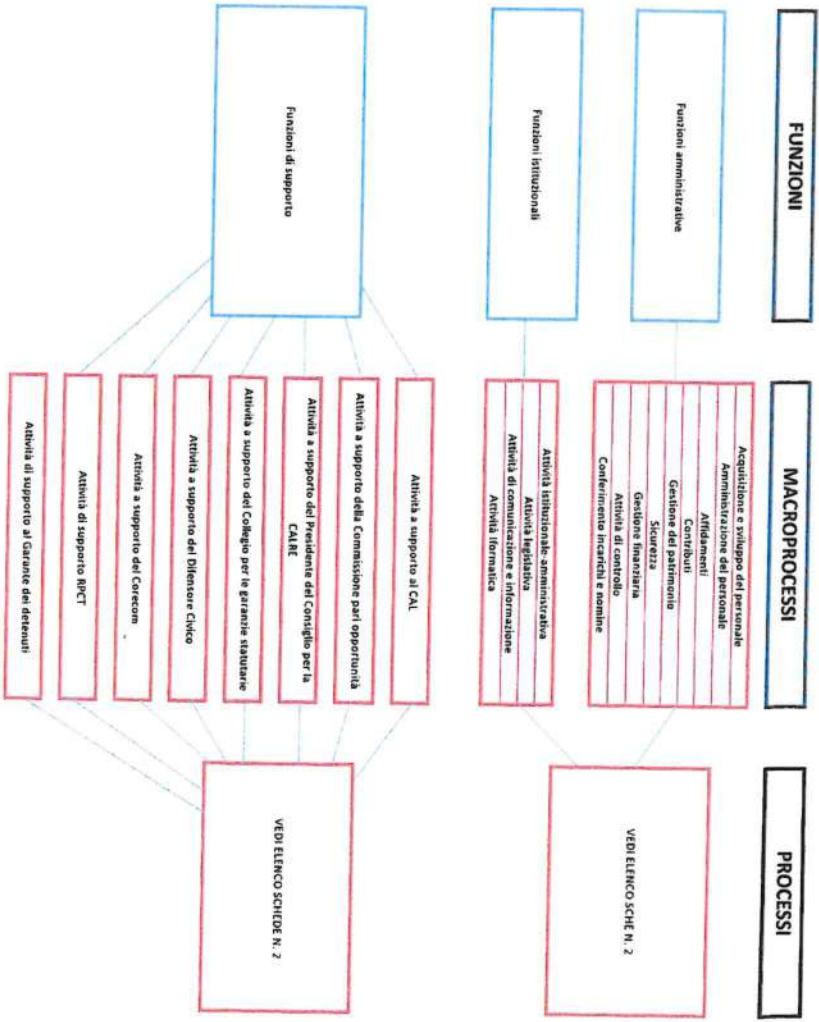 FUNZIONI
MACROPROCESSI
PROCESSI
Funzioni amministrative
Acquisizione e sviluppo del personale
Amministrazione del personale
Affidamenti
Contributi
Gestione del patrimonio
Sicurezza
Gestione finanziaria
Attività di controllo
Conferimento incarichi e nomine
Funzioni istituzionali
Attività istituzionale-amministrativa
Attività legislativa
Attività di comunicazione e informazione
Attività Iformatica
VEDI ELENCO SCHE N. 2
Funzioni di supporto
Attività a supporto al CAL
Attività a supporto della Commissione pari opportunità
Attività a supporto del Presidente del Consiglio per la
CALRE
Attività a supporto del Collegio per le garanzie statutarie
Attività a supporto del Difensore Civico
Attività a supporto del Corecom
Attività di supporto RPCT
Attività di supporto al Garante dei detenuti
VEDI ELENCO SCHEDE N. 2